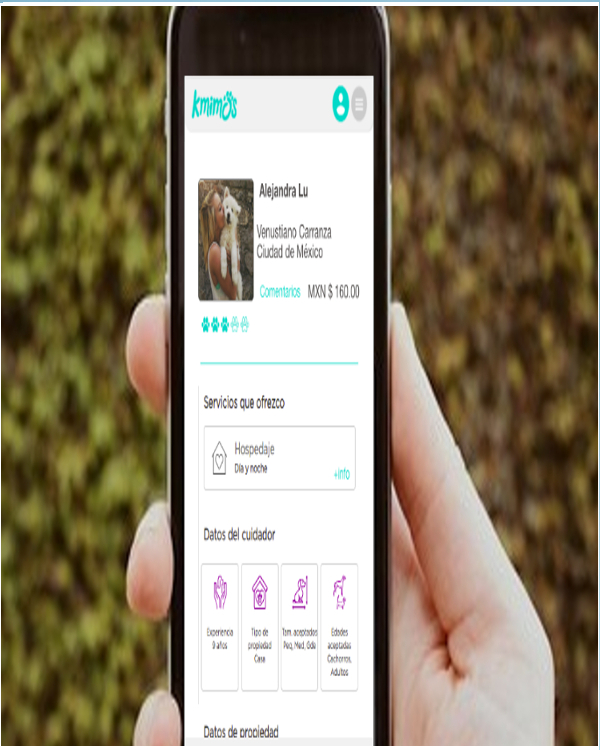 kmimos
Alejandra Lu
Venustiano Carranza
Ciudad de México
Comentarios MXN $ 160.00
Servicios que ofrezco
Hospedaje
Día y noche
+Info
Datos del cuidador
Experiencia
9 años
Tipo de
propiedad
Casa
Tam. aceptados
Peq, Med, Gde
Edades
aceptadas
Cachorros,
Adultos
Datos de propiedad